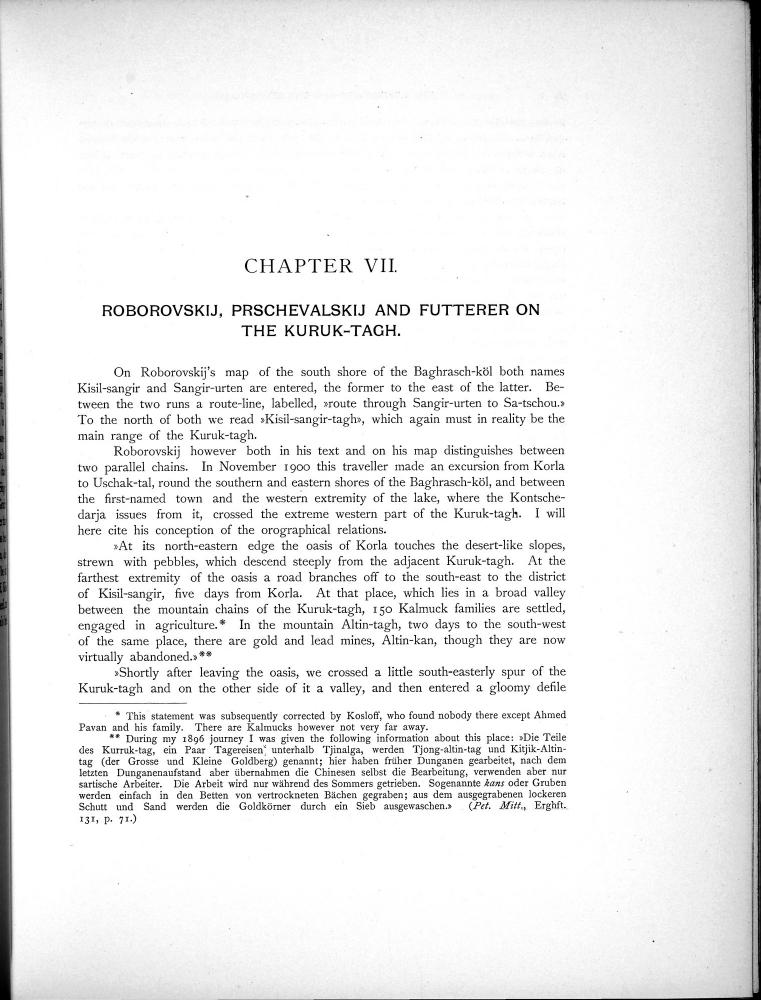 CHAPTER VII.
ROBOROVSKIJ, PRSCHEVALSKIJ AND FUTTERER ON
THE KURUK-TAGH.
On Roborovskij's map of the south shore of the Baghrasch-köl both names
Kisil-sangir and Sangir-urten are entered, the former to the east of the latter. Be-
tween the two runs a route-line, labelled, »route through Sangir-urten to Sa-tschou.»
To the north of both we read »Kisil-sangir-tagh», which again must in reality be the
main range of the Kuruk-tagh.
Roborovskij however both in his text and on his map distinguishes between
two parallel chains. In November 1900 this traveller made an excursion from Korla
to Uschak-tal, round the southern and eastern shores of the Baghrasch-köl, and between
the first-named town and the western extremity of the lake, where the Kontsche-
darja issues from it, crossed the extreme western part of the Kuruk-tagh. I will
here cite his conception of the orographical relations.
»At its north-eastern edge the oasis of Korla touches the desert-like slopes,
strewn with pebbles, which descend steeply from the adjacent Kuruk-tagh. At the
farthest extremity of the oasis a road branches off to the south-east to the district
of Kisil-sangir, five days from Korla. At that place, which lies in a broad valley
between the mountain chains of the Kuruk-tagh, 150 Kalmuck families are settled,
engaged in agriculture.* In the mountain Altin-tagh, two days to the south-west
of the same place, there are gold and lead mines, Altin-kan, though they are now
virtually abandoned.»**
»Shortly after leaving the oasis, we crossed a little south-easterly spur of the
Kuruk-tagh and on the other side of it a valley, and then entered a gloomy defile
* This statement was subsequently corrected by Kosloff, who found nobody there except Ahmed
Pavan and his family. There are Kalmucks however not very far away.
** During my 1896 journey I was given the following information about this place: »Die Teile
des Kurruk-tag, ein Paar Tagereisen unterhalb Tjinalga, werden Tjong-altin-tag und Kitjik-Altin-
tag (der Grosse und Kleine Goldberg) genannt; hier haben früher Dunganen gearbeitet, nach dem
letzten Dunganenaufstand aber übernahmen die Chinesen selbst die Bearbeitung, verwenden aber nur
sartische Arbeiter. Die Arbeit wird nur während des Sommers getrieben. Sogenannte kans oder Gruben
werden einfach in den Betten von vertrockneten Bächen gegraben; aus dem ausgegrabenen lockeren
Schutt und Sand werden die Goldkörner durch ein Sieb ausgewaschen.» (Pet. Mitt., Erghft.
131, p. 71.)